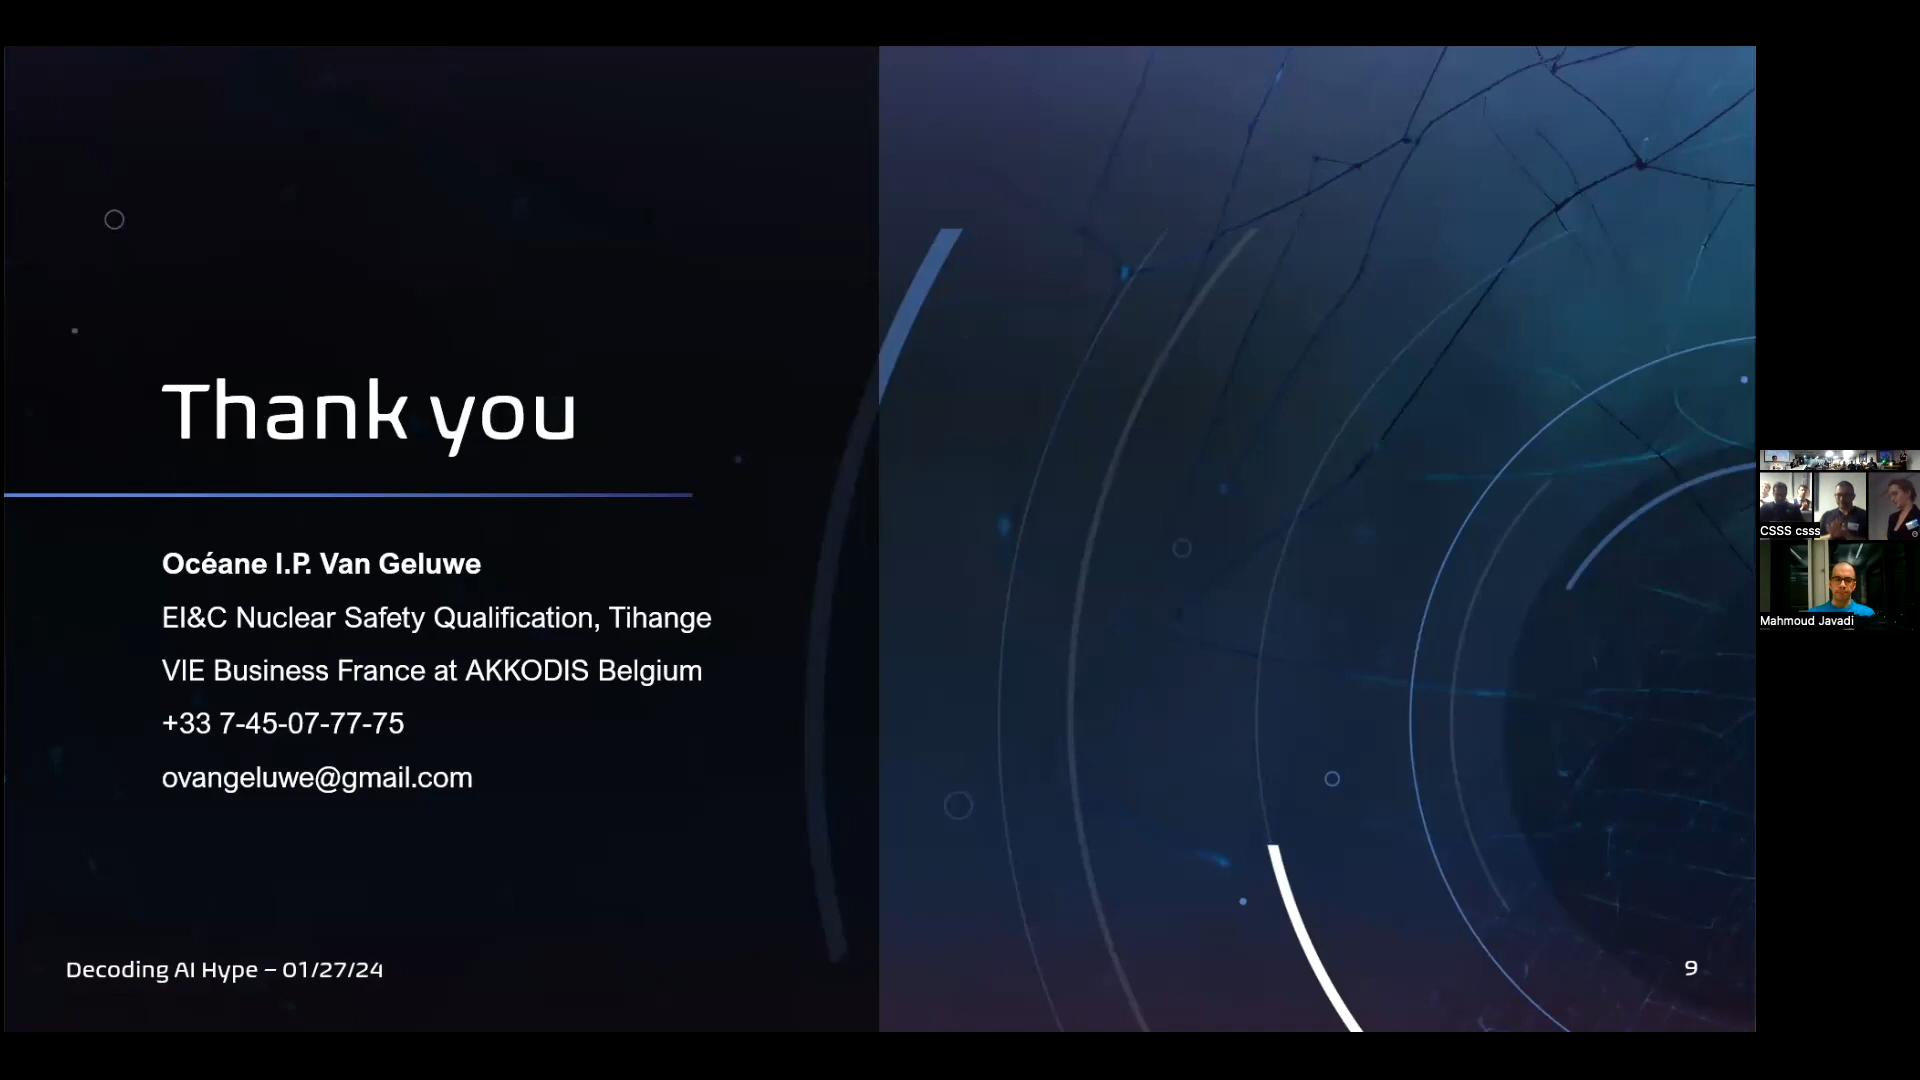 Thank you
Océane I.P. Van Geluwe
EI&C Nuclear Safety Qualification, Tihange
VIE Business France at AKKODIS Belgium
+33 7-45-07-77-75
ovangeluwe@gmail.com
Decoding AI Hype – 01/27/24
9
CSSS csss
Mahmoud Javadi